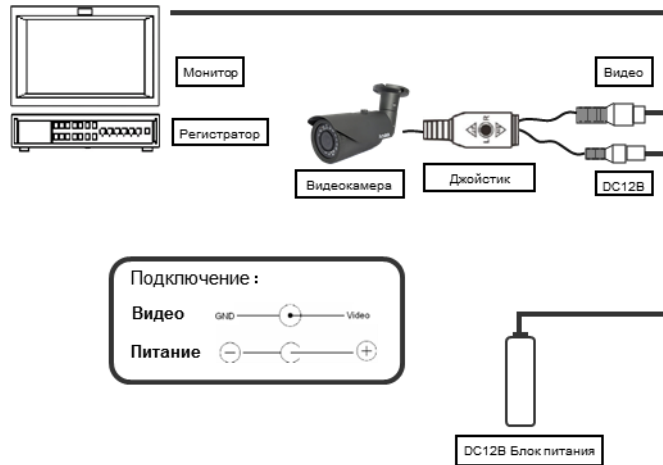 Монитор
Видео
Регистратор
Видеокамера
Джойстик
DC12В
Подключение:
Видео GND Video
Питание
DC12В Блок питания